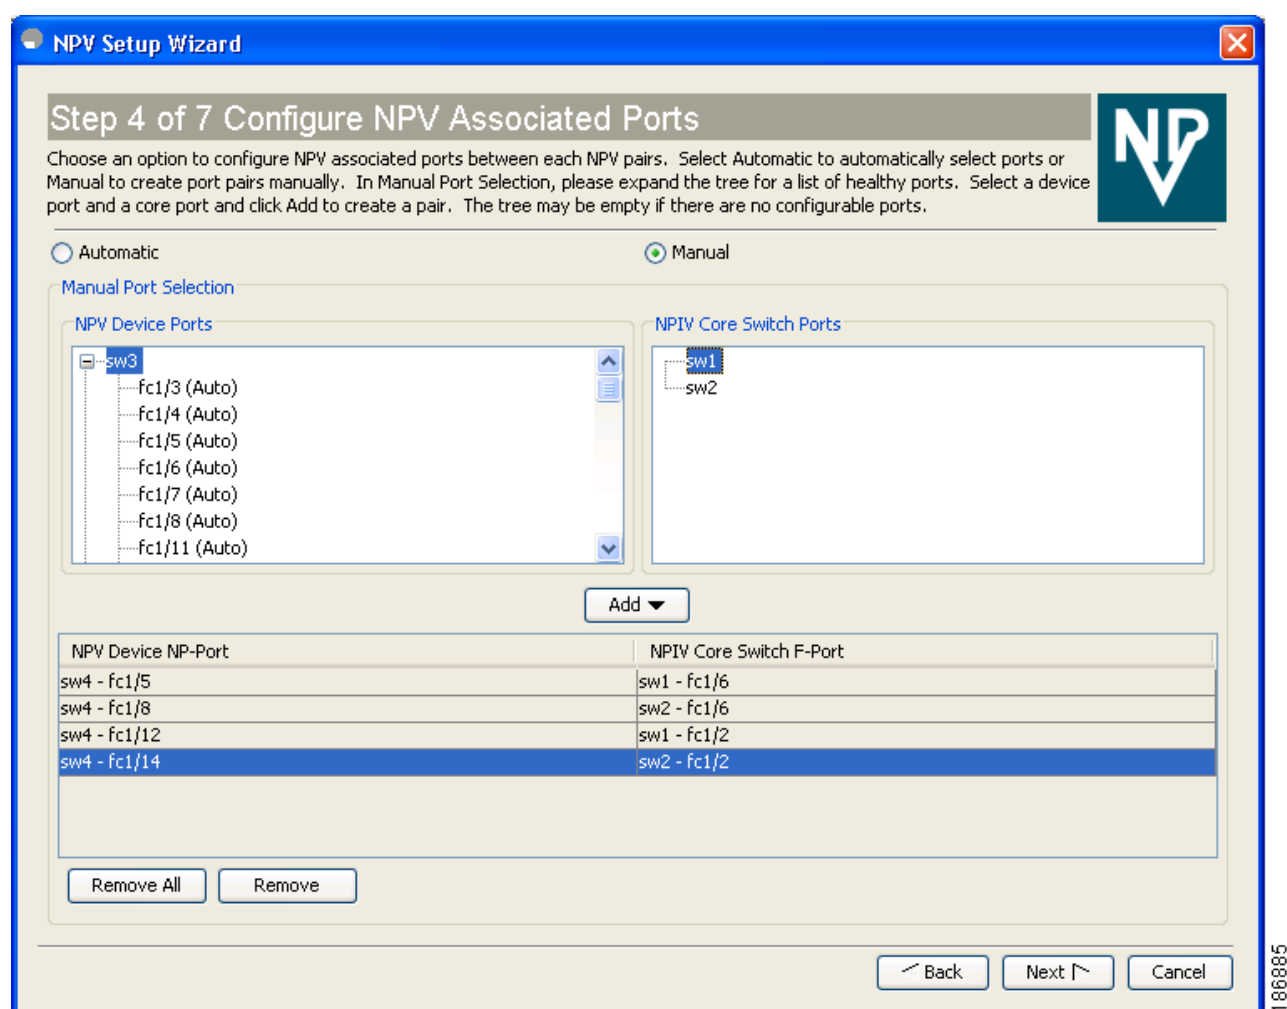 NPV Setup Wizard
Step 4 of 7 Configure NPV Associated Ports
NPV
Choose an option to configure NPV associated ports between each NPV pairs.  Select Automatic to automatically select ports or
Manual to create port pairs manually.  In Manual Port Selection, please expand the tree for a list of healthy ports.  Select a device
port and a core port and click Add to create a pair.  The tree may be empty if there are no configurable ports.
Automatic
Manual
Manual Port Selection
NPV Device Ports
sw3
fc1/3 (Auto)
fc1/4 (Auto)
fc1/5 (Auto)
fc1/6 (Auto)
fc1/7 (Auto)
fc1/8 (Auto)
fc1/11 (Auto)
NPIV Core Switch Ports
sw1
sw2
Add
NPV Device NP-Port NPIV Core Switch F-Port
sw4 - fc1/5 sw1 - fc1/6
sw4 - fc1/8 sw2 - fc1/6
sw4 - fc1/12 sw1 - fc1/2
sw4 - fc1/14 sw2 - fc1/2
Remove All Remove
Back Next Cancel
186885